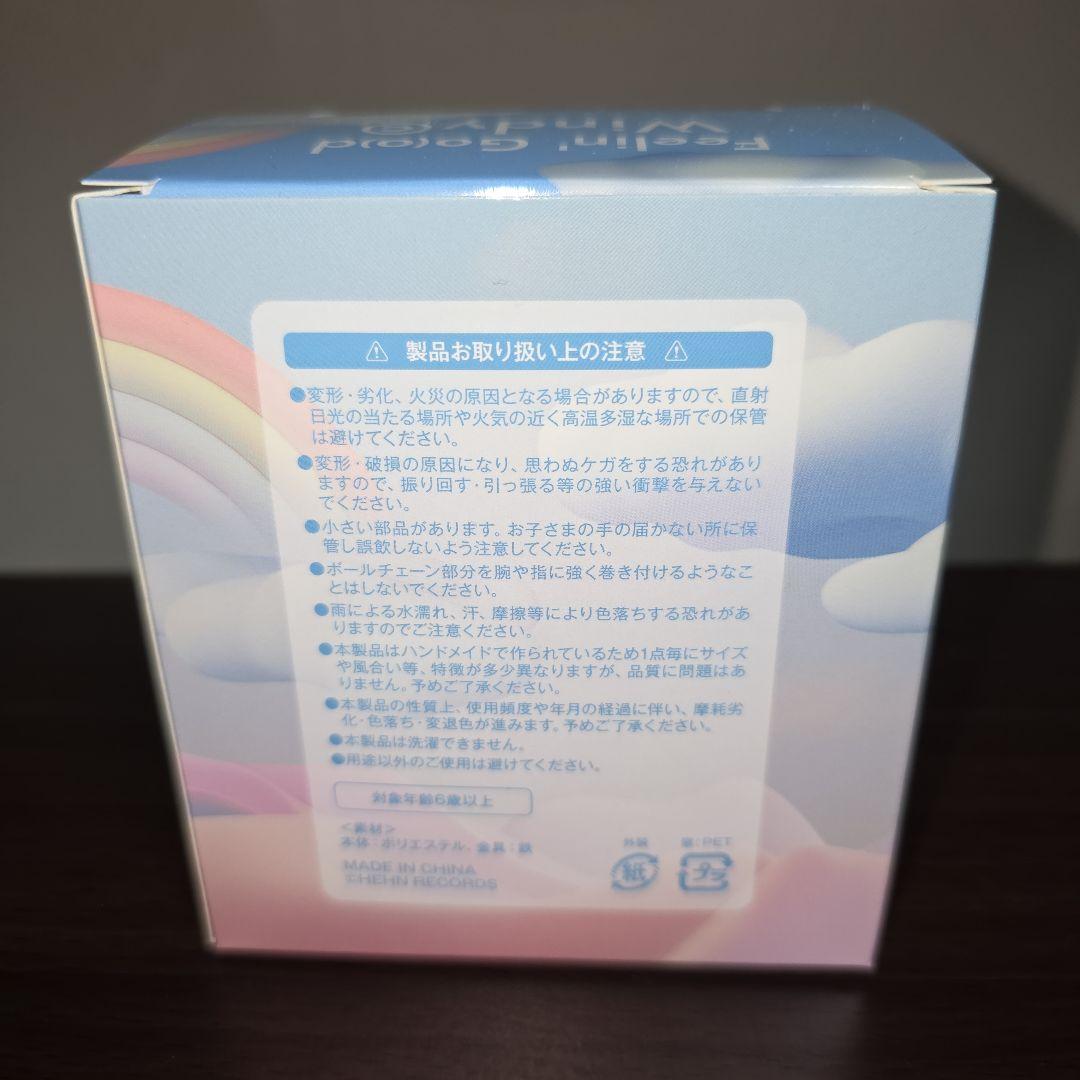 Feelin' Go(o)d
Windy
⚠ 製品お取り扱い上の注意 ⚠
●変形・劣化、火災の原因となる場合がありますので、直射
日光の当たる場所や火気の近く高温多湿な場所での保管
は避けてください。
●変形・破損の原因になり、思わぬケガをする恐れがあり
ますので、振り回す・引っ張る等の強い衝撃を与えない
でください。
●小さい部品があります。お子さまの手の届かない所に保
管し誤飲しないよう注意してください。
●ボールチェーン部分を腕や指に強く巻き付けるようなこ
とはしないでください。
●雨による水濡れ、汗、摩擦等により色落ちする恐れがあ
りますのでご注意ください。
●本製品はハンドメイドで作られているため1点毎にサイズ
や風合い等、特徴が多少異なりますが、品質に問題はあ
りません。予めご了承ください。
●本製品の性質上、使用頻度や年月の経過に伴い、摩耗劣
化・色落ち・変退色が進みます。予めご了承ください。
●本製品は洗濯できません。
●用途以外のご使用は避けてください。
対象年齢6歳以上
＜素材＞
本体：ポリエステル、金具：鉄
MADE IN CHINA
©HEHN RECORDS
外装
紙
窓：PET
プラ